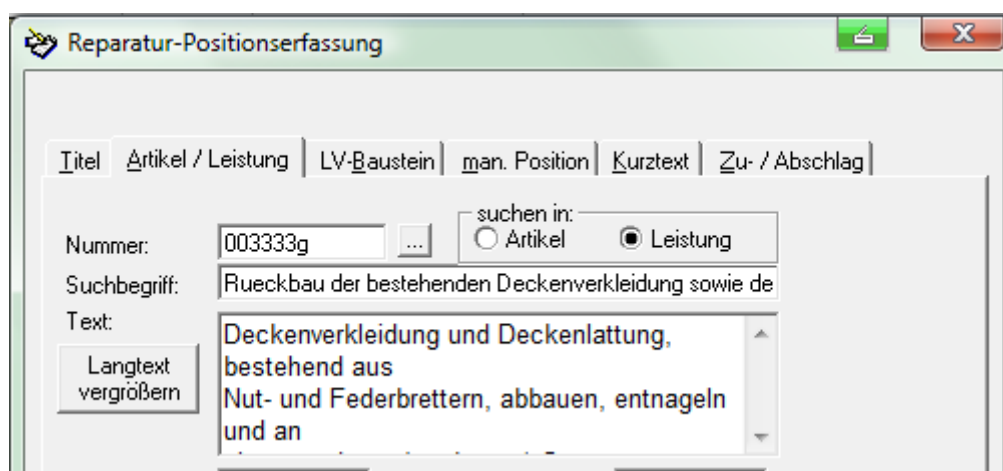 Reparatur-Positionserfassung
Titel Artikel / Leistung LV-Baustein man. Position Kurztext Zu- / Abschlag
suchen in:
Nummer: 003333g ... Artikel Leistung
Suchbegriff: Rueckbau der bestehenden Deckenverkleidung sowie de
Text:
Deckenverkleidung und Deckenlattung,
Langtext vergrößern
bestehend aus
Nut- und Federbrettern, abbauen, entnageln
und an